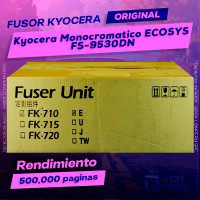 FUSOR KYOCERA
ORIGINAL
Kyocera Monocromatico ECOSYS
FS-9530DN
Fuser Unit
定影组件
FK-710
FK-715
FK-720
E
U
J
TW
Rendimiento
500,000 paginas